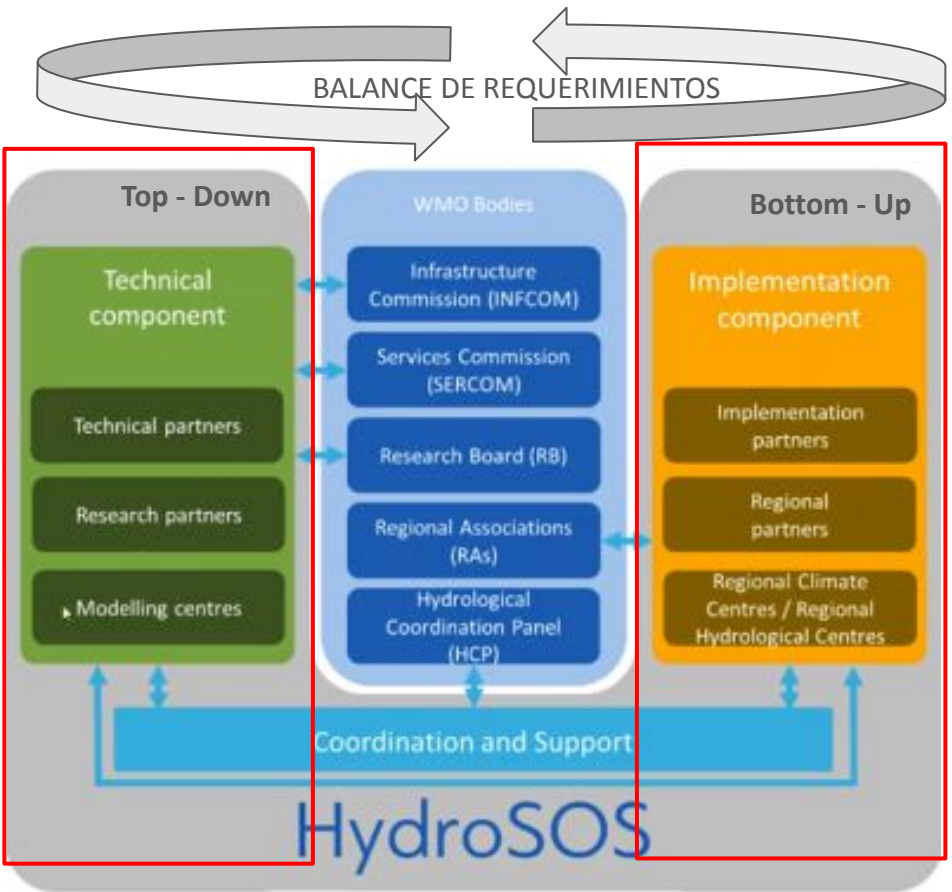 BALANCE DE REQUERIMIENTOS
Top - Down
Technical
component
Technical partners
Research partners
Modelling centres
WMO Bodies
Infrastructure
Commission (INFCOM)
Services Commission
(SERCOM)
Research Board (RB)
Regional Associations
(RAs)
Hydrological
Coordination Panel
(HCP)
Bottom - Up
Implementation
component
Implementation
partners
Regional
partners
Regional Climate
Centres / Regional
Hydrological Centres
Coordination and Support
HydroSOS